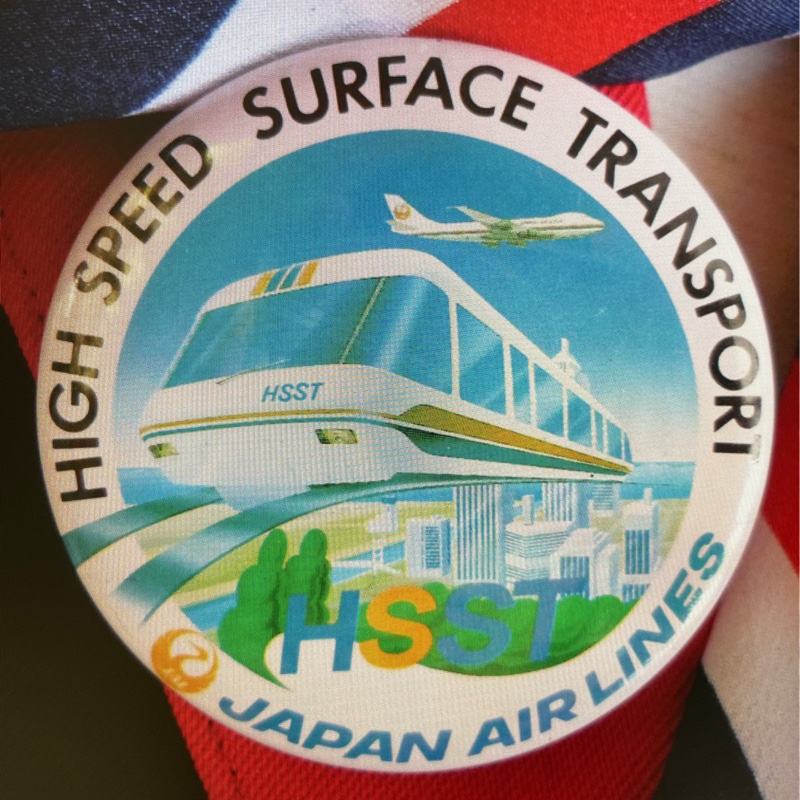 HIGH SPEED SURFACE TRANSPORT
HSST
HSST
JAPAN AIR LINES